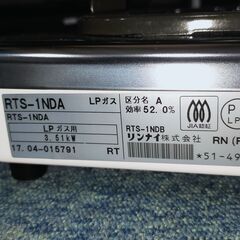 RTS-1NDA LPガス
RTS-1NDA
LPガス用
3.51kW
17.04-015791 RT
区分名 A
効率 52.0%
JIA認証
RTS-1NDB
リンナイ株式会社
RN
*51-49